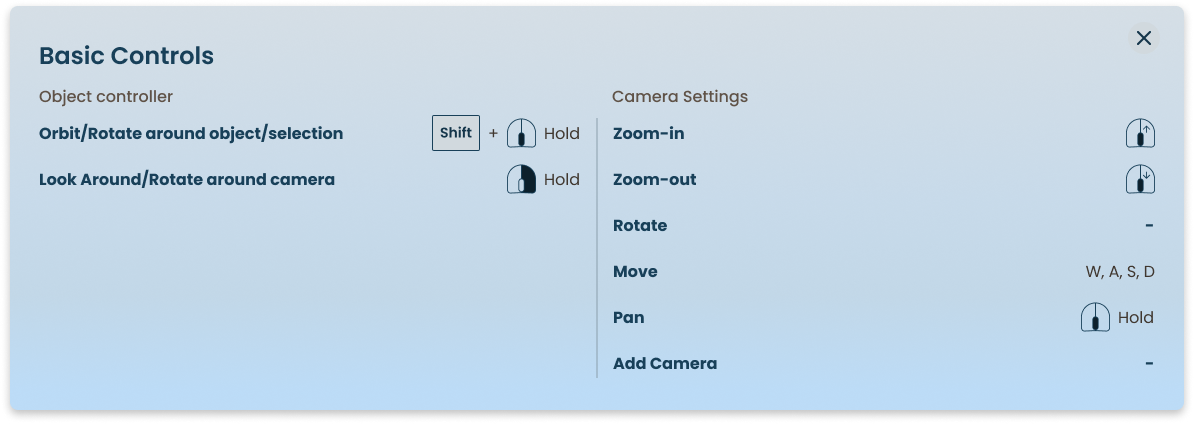 Basic Controls
Object controller
Orbit/Rotate around object/selection Shift + Hold
Look Around/Rotate around camera Hold
Camera Settings
Zoom-in
Zoom-out
Rotate -
Move W, A, S, D
Pan Hold
Add Camera -